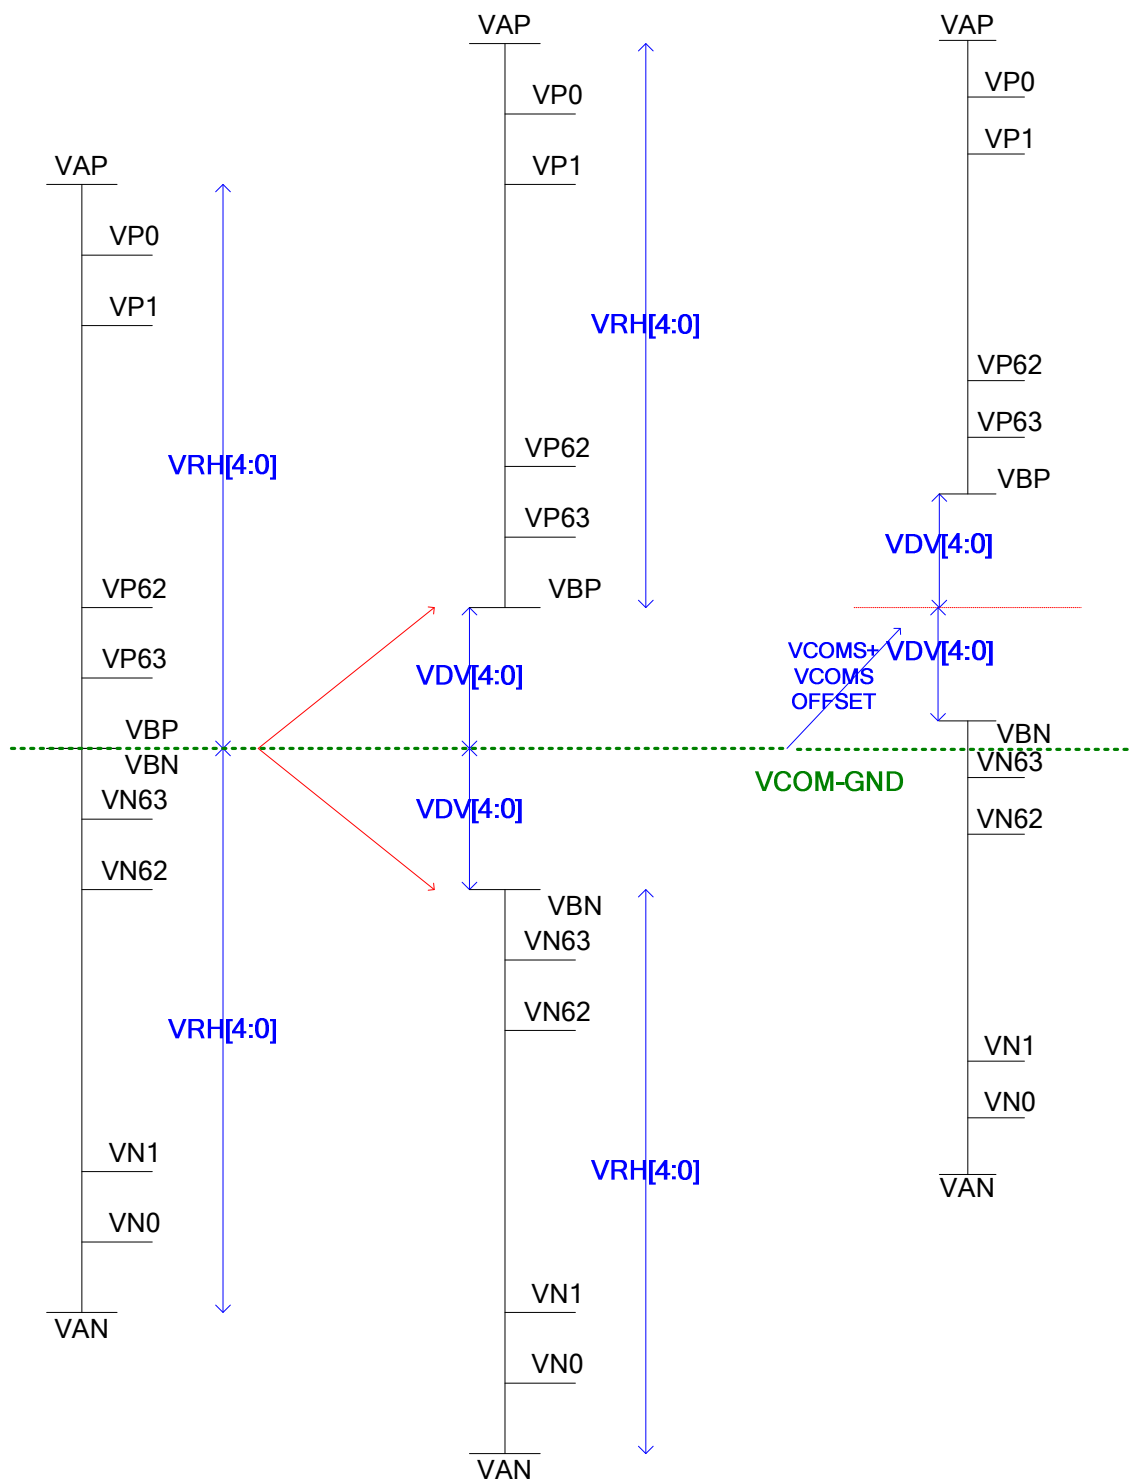 VAP
VP0
VP1
VRH[4:0]
VP62
VP63
VBP
VBN
VN63
VN62
VRH[4:0]
VN1
VN0
VAN
VAP
VP0
VP1
VRH[4:0]
VP62
VP63
VBP
VDV[4:0]
VDV[4:0]
VBN
VN63
VN62
VRH[4:0]
VN1
VN0
VAN
VAP
VP0
VP1
VP62
VP63
VBP
VDV[4:0]
VCOMS+
VCOMS
OFFSET
VDV[4:0]
VBN
VCOM-GND
VN63
VN62
VN1
VN0
VAN